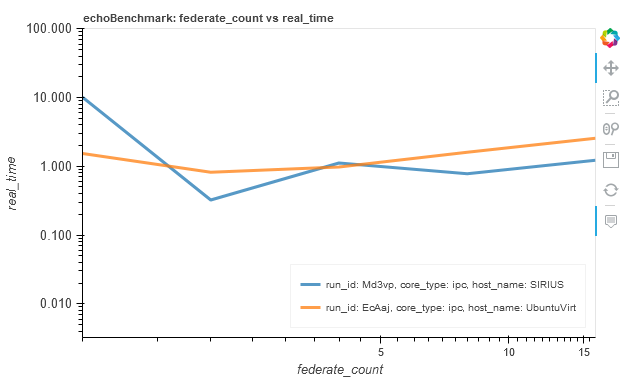 echoBenchmark: federate_count vs real_time
100.000
10.000
1.000
0.100
0.010
real_time
run_id: Md3vp, core_type: ipc, host_name: SIRIUS
run_id: EcAaj, core_type: ipc, host_name: UbuntuVirt
5
10
15
federate_count